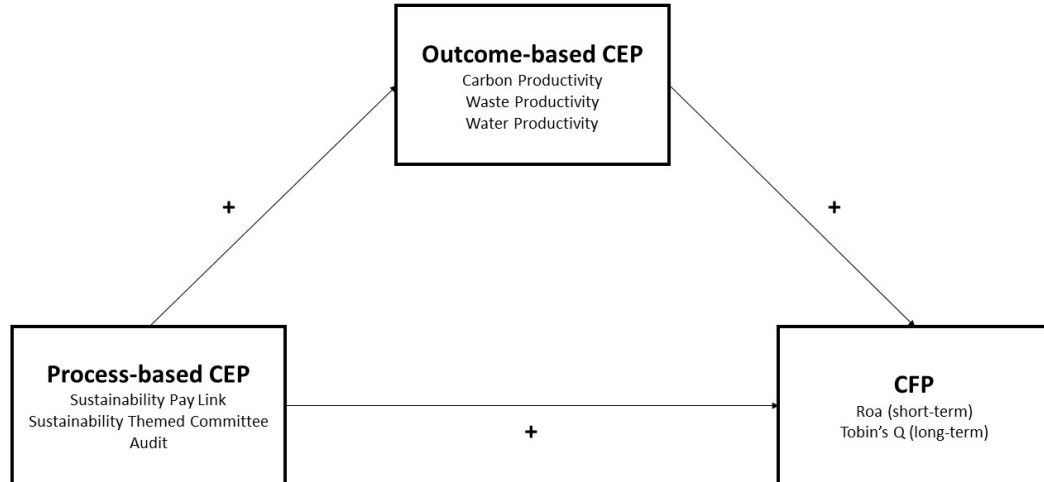 Outcome-based CEP
Carbon Productivity
Waste Productivity
Water Productivity
+
+
Process-based CEP
Sustainability Pay Link
Sustainability Themed Committee
Audit
+
CFP
Roa (short-term)
Tobin's Q (long-term)